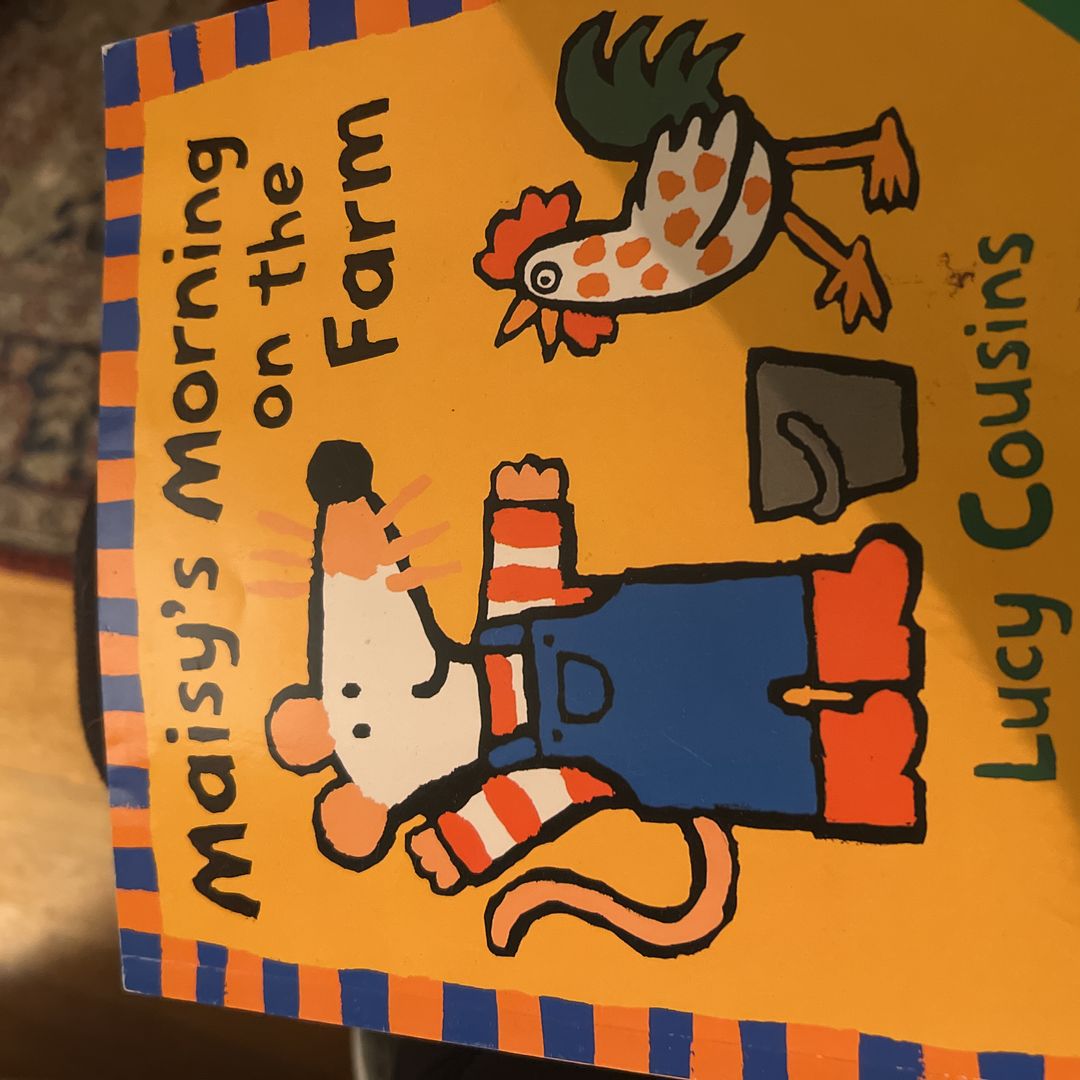 Maisy's Morning
on the
Farm
Lucy Cousins